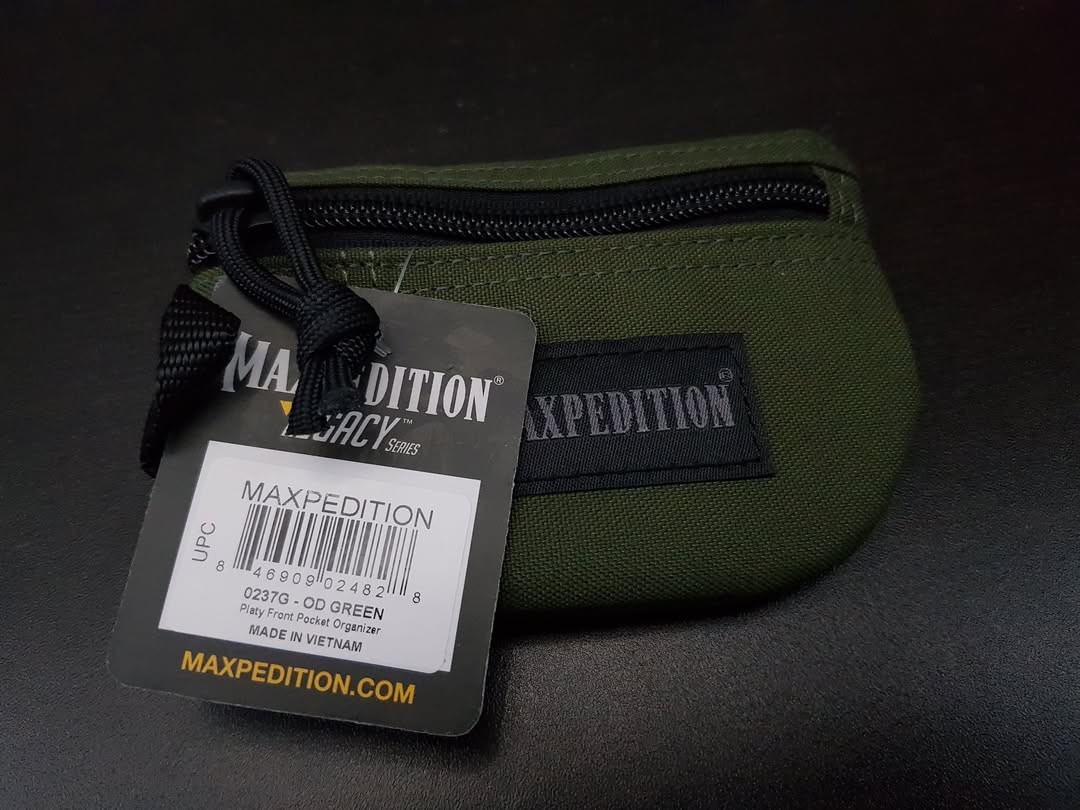 MAXPEDITION®
LEGACY™ SERIES
MAXPEDITION
UPC
8 46909 02482 8
0237G - OD GREEN
Platy Front Pocket Organizer
MADE IN VIETNAM
MAXPEDITION.COM
MAXPEDITION®